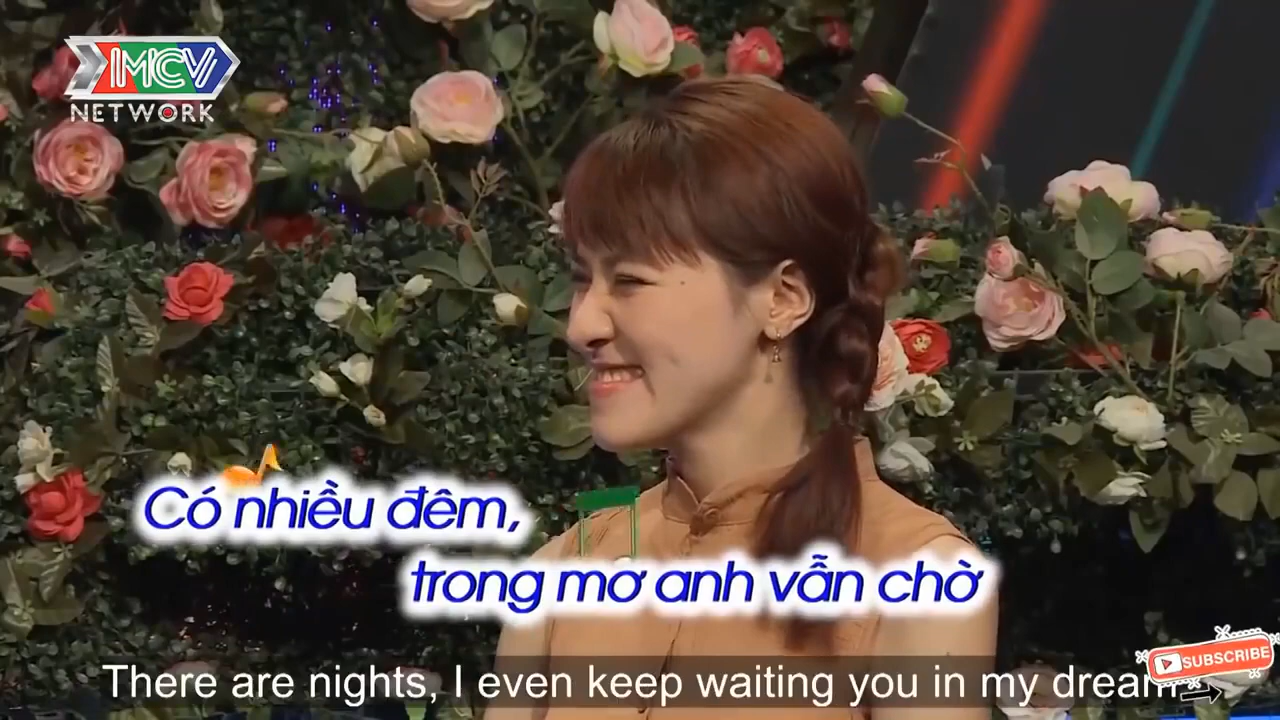 MCV
NETWORK
Có nhiều đêm,
trong mơ anh vẫn chờ
There are nights, I even keep waiting you in my dream
SUBSCRIBE